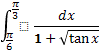 ∫_{π/6}^{π/3} dx / (1 + √(tan x))